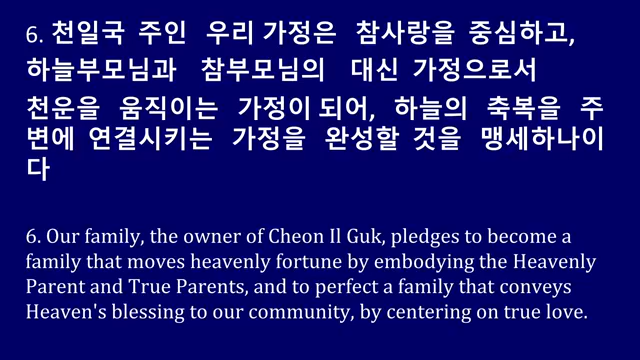 6. 천일국 주인 우리 가정은 참사랑을 중심하고,
하늘부모님과 참부모님의 대신 가정으로서
천운을 움직이는 가정이 되어, 하늘의 축복을 주
변에 연결시키는 가정을 완성할 것을 맹세하나이
다
6. Our family, the owner of Cheon Il Guk, pledges to become a
family that moves heavenly fortune by embodying the Heavenly
Parent and True Parents, and to perfect a family that conveys
Heaven's blessing to our community, by centering on true love.